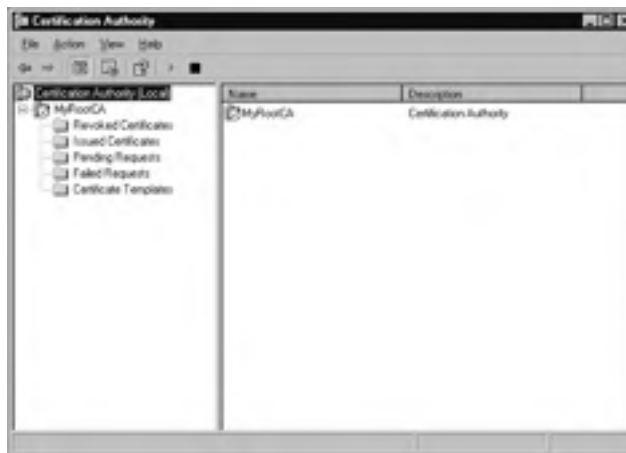 Certification Authority
File Action View Help
Certification Authority (Local)
MyRootCA
Revoked Certificates
Issued Certificates
Pending Requests
Failed Requests
Certificate Templates
Name Description
MyRootCA Certification Authority